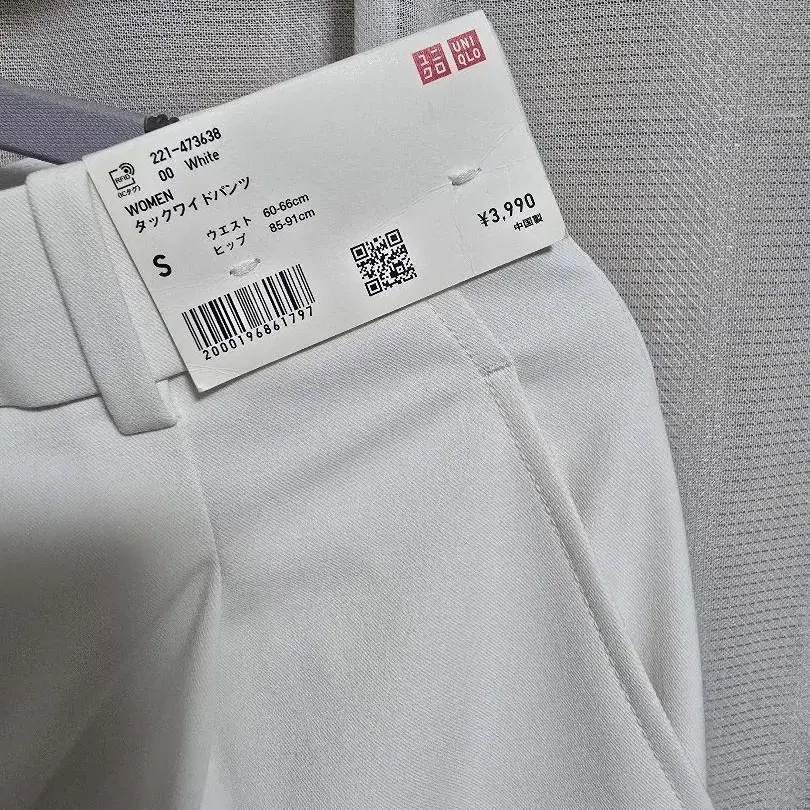 ユニ
クロ
UNI
QLO
221-473638
00 White
RFID
(ICタグ)
WOMEN
タックワイドパンツ
S
ウエスト 60-66cm
ヒップ 85-91cm
¥3,990
中国製
2000196861797